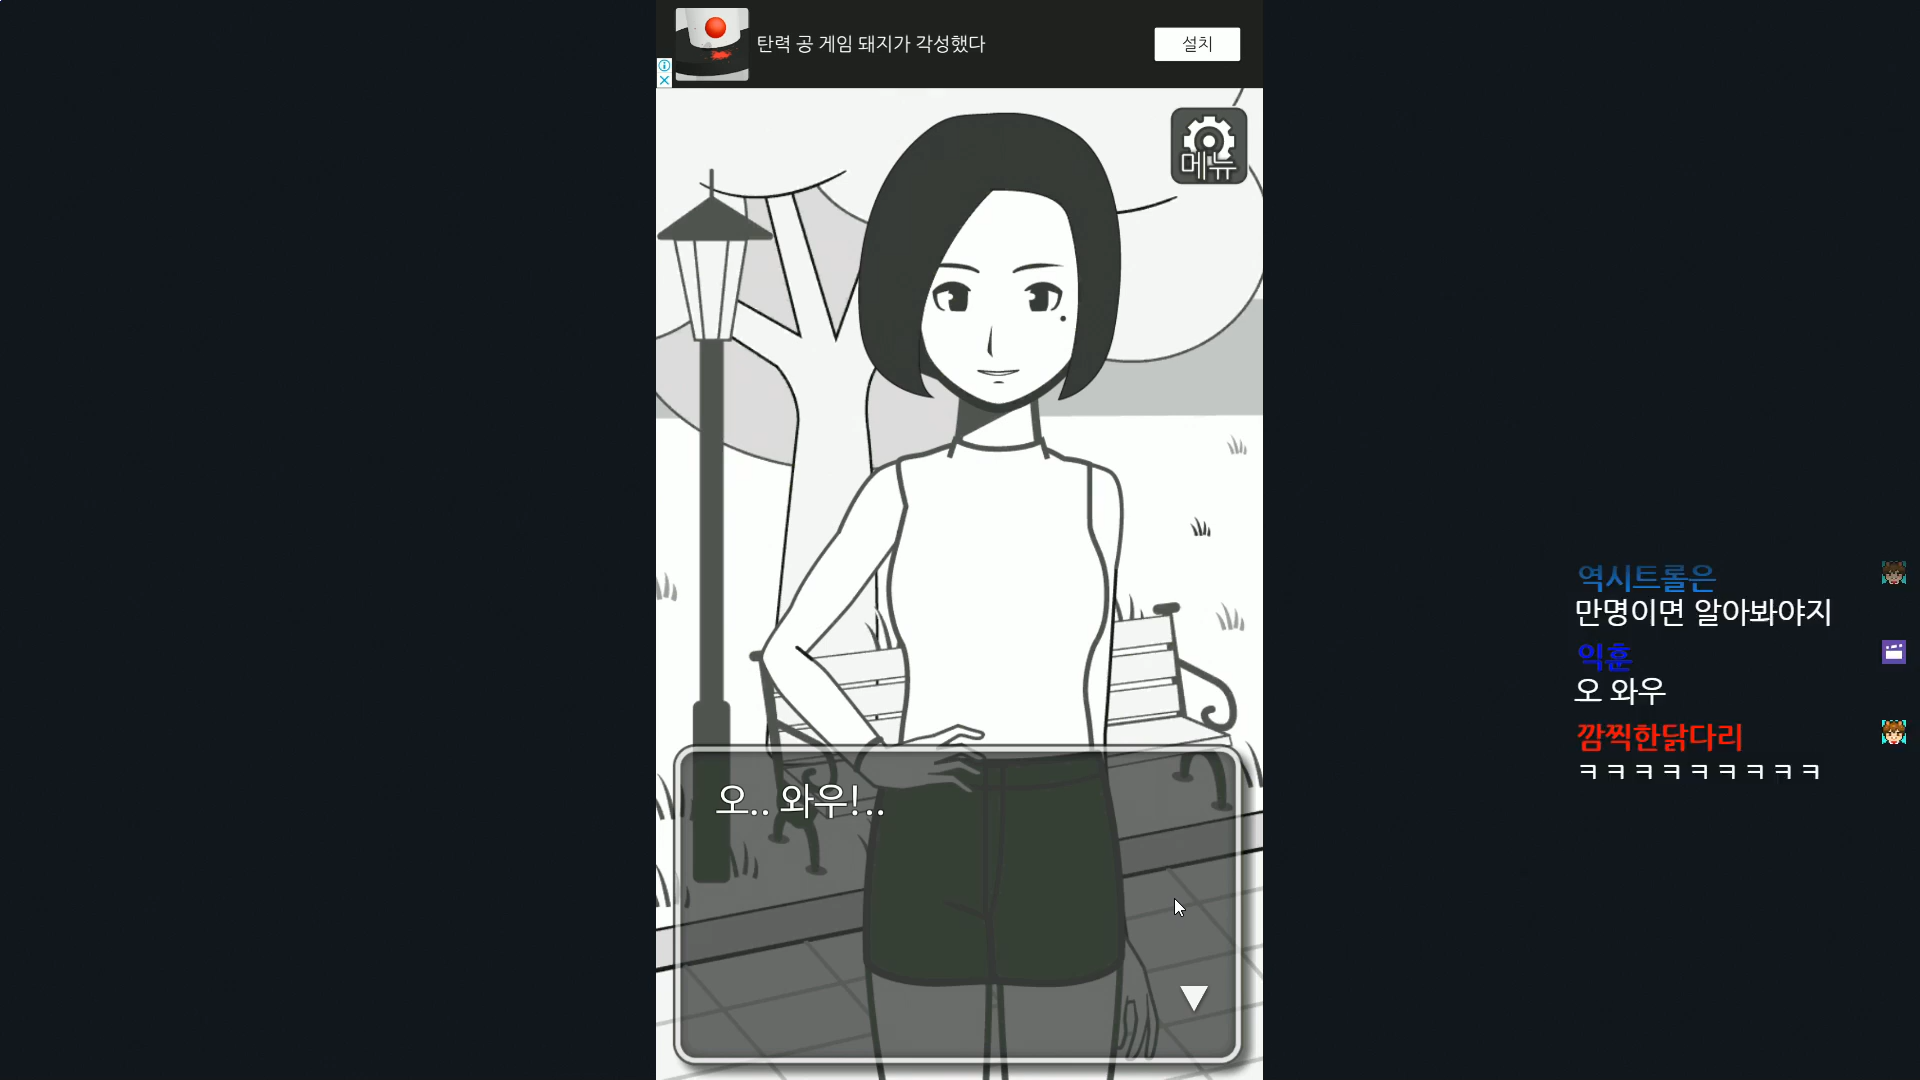 탄력 공 게임 돼지가 각성했다
설치
메뉴
오.. 와우!..
역시트롤은
만명이면 알아봐야지
익훈
오 와우
깜찍한닭다리
ㅋㅋㅋㅋㅋㅋㅋㅋㅋ